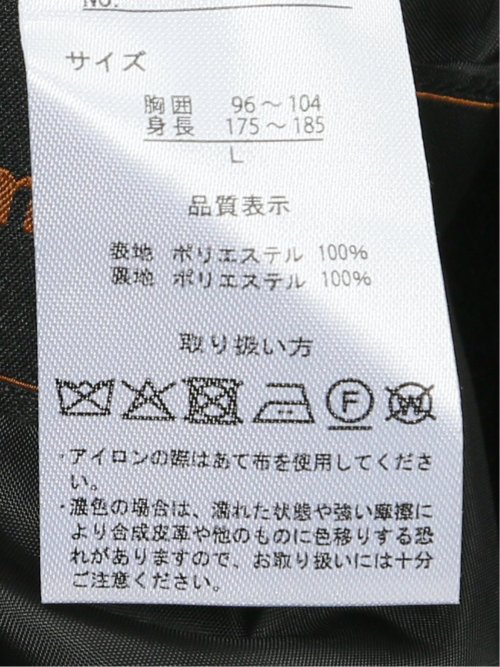 NO.
サイズ
胸囲 96～104
身長 175～185
L
品質表示
表地 ポリエステル 100%
裏地 ポリエステル 100%
取り扱い方
F W
・アイロンの際はあて布を使用してくださ
い。
・濃色の場合は、濡れた状態や強い摩擦に
より合成皮革や他のものに色移りする恐
れがありますので、お取り扱いには十分
ご注意ください。